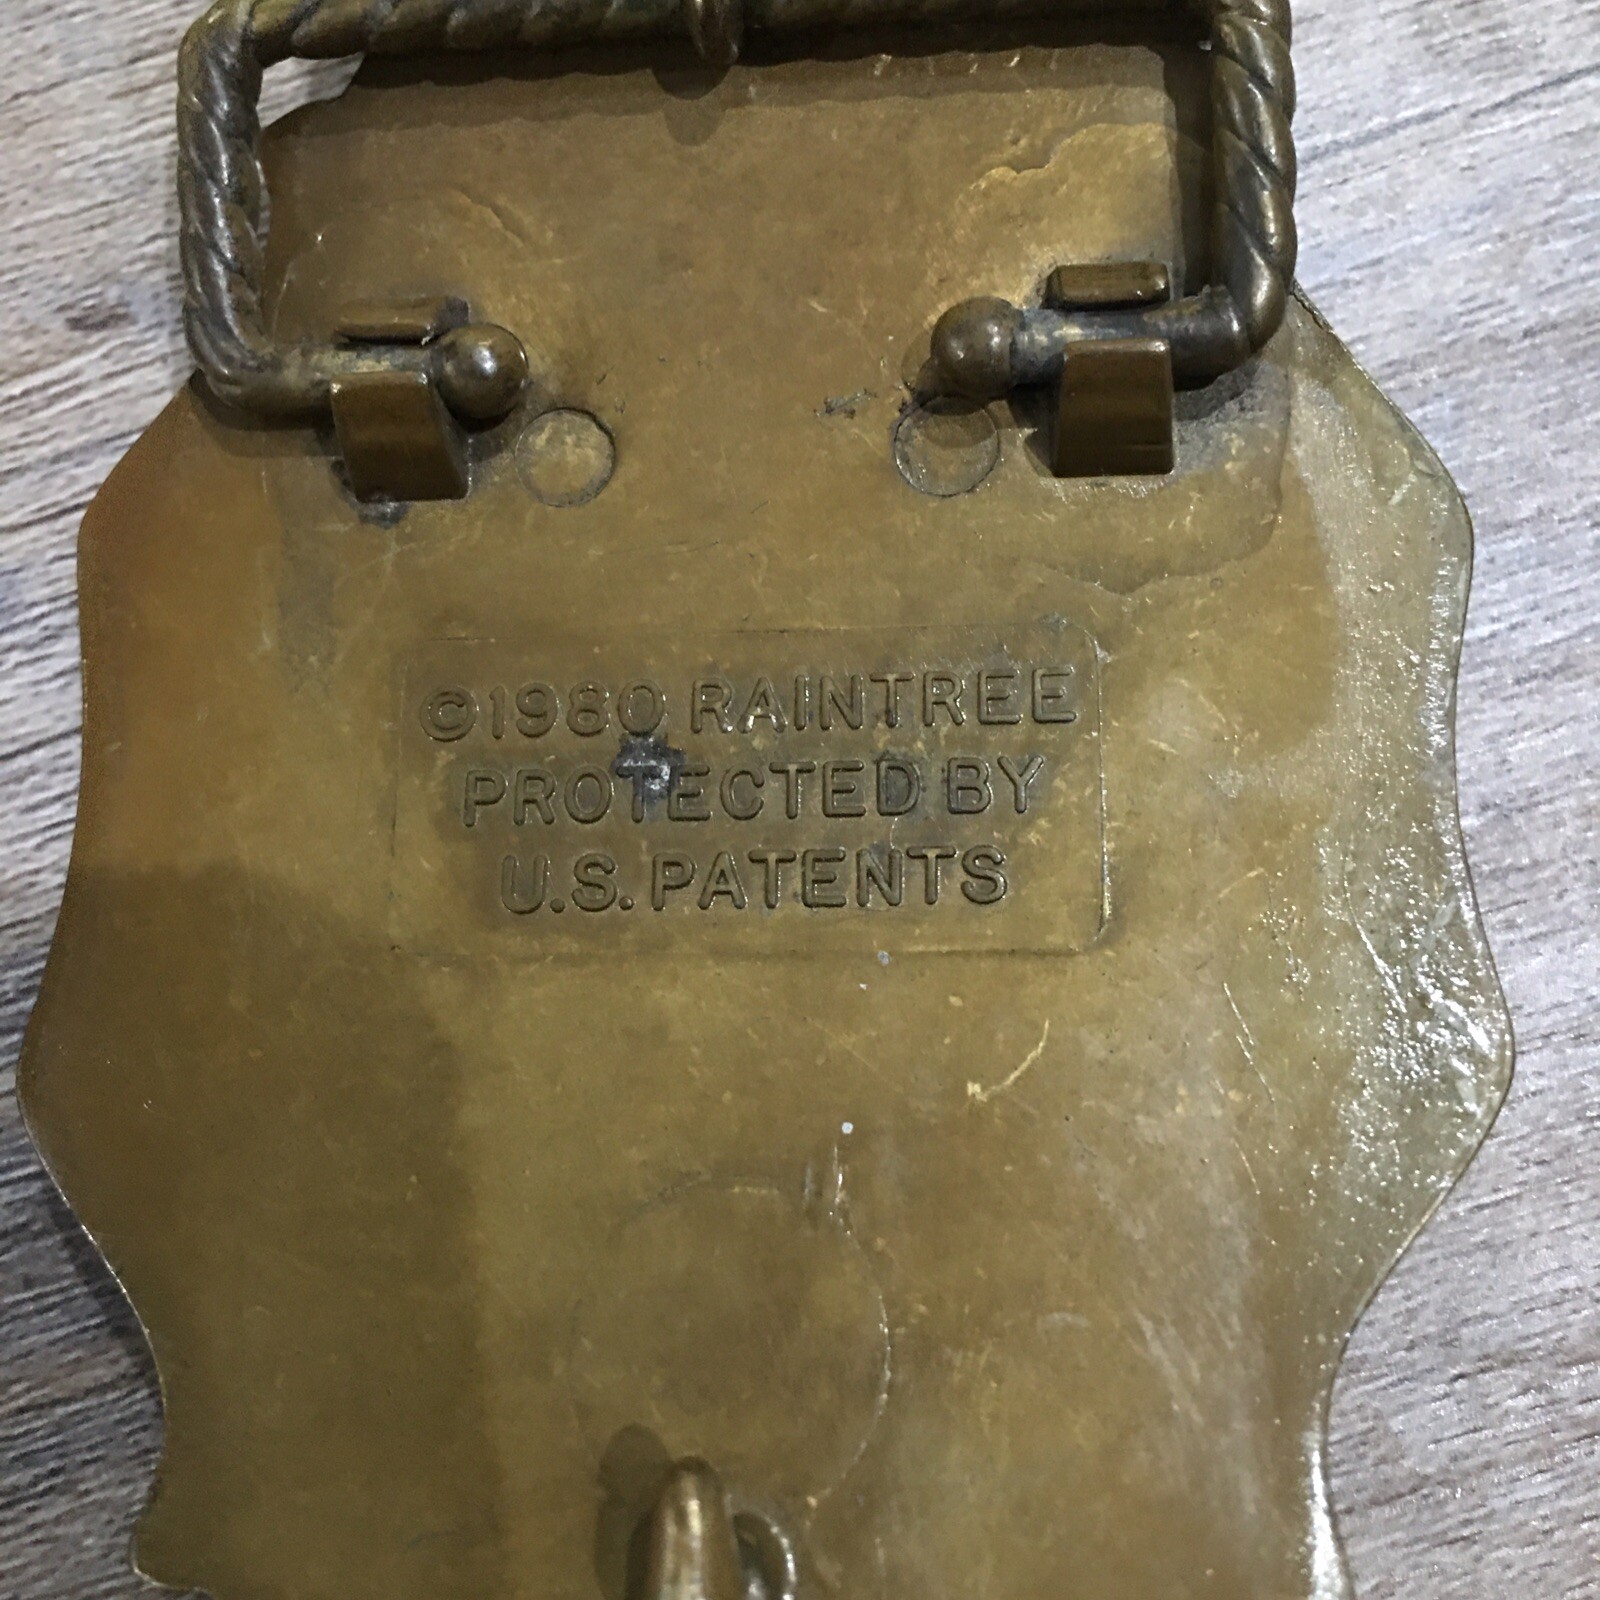 ©1980 RAINTREE
PROTECTED BY
U.S. PATENTS